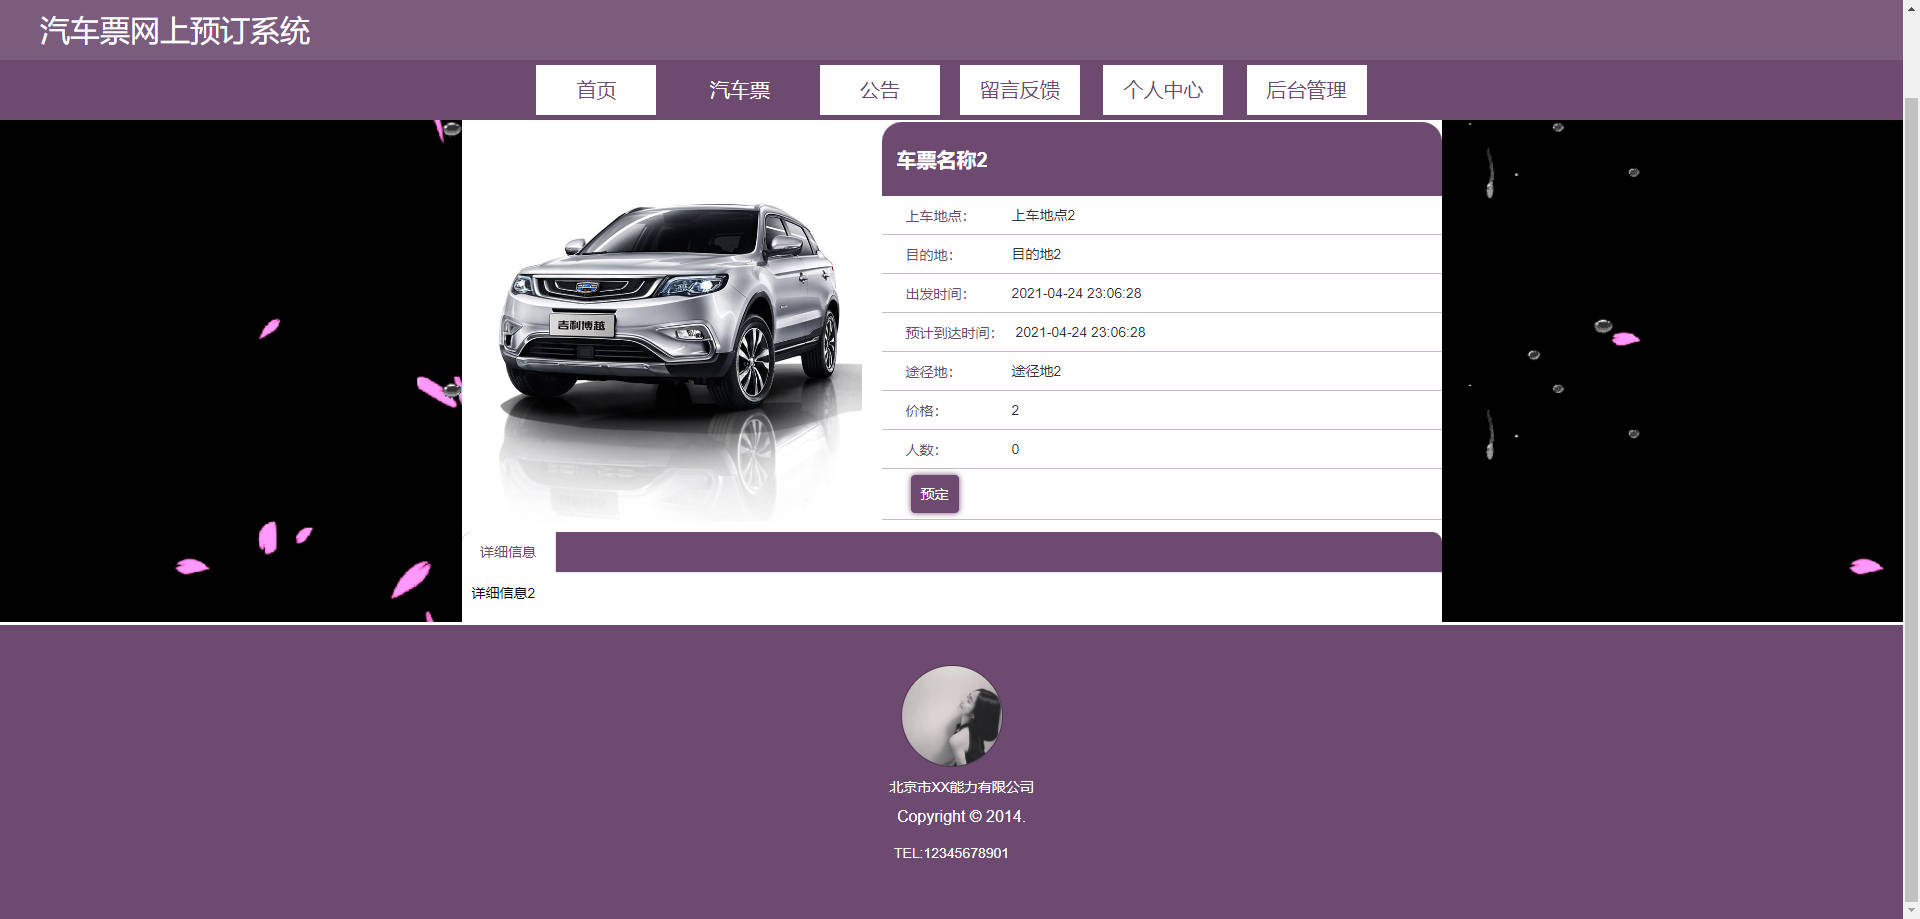 汽车票网上预订系统
首页 汽车票 公告 留言反馈 个人中心 后台管理
吉利博越
车票名称2
上车地点： 上车地点2
目的地： 目的地2
出发时间： 2021-04-24 23:06:28
预计到达时间： 2021-04-24 23:06:28
途径地： 途径地2
价格： 2
人数： 0
预定
详细信息
详细信息2
北京市XX能力有限公司
Copyright © 2014.
TEL:12345678901